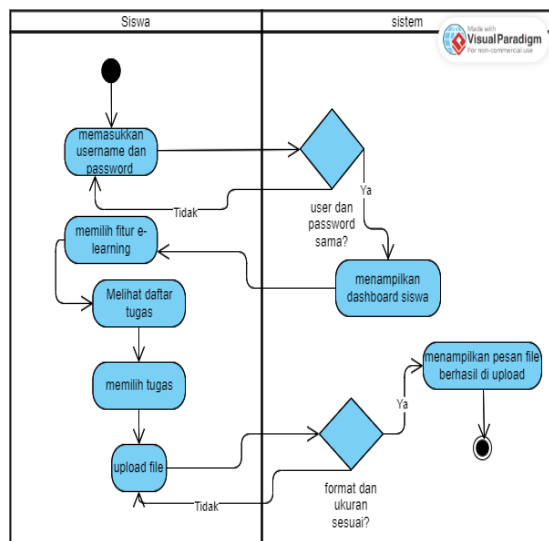 Siswa
sistem
Made with
VisualParadigm
For non-commercial use
memasukkan
username dan
password
Tidak
Ya
user dan
password
sama?
memilih fitur e-
learning
menampilkan
dashboard siswa
Melihat daftar
tugas
memilih tugas
menampilkan pesan file
berhasil di upload
Ya
upload file
Tidak
format dan
ukuran
sesuai?